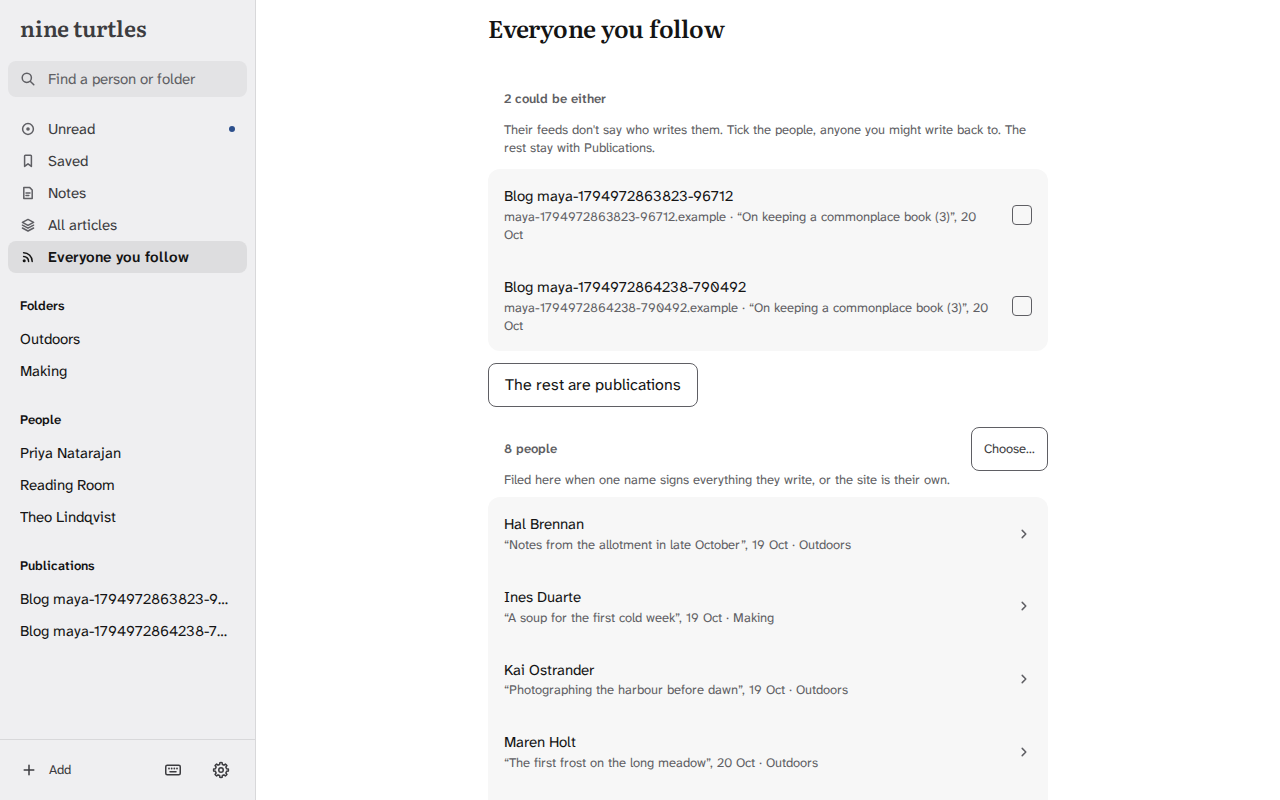 nine turtles
Find a person or folder
Unread
Saved
Notes
All articles
Everyone you follow
Folders
Outdoors
Making
People
Priya Natarajan
Reading Room
Theo Lindqvist
Publications
Blog maya-1794972863823-9...
Blog maya-1794972864238-7...
Add
Everyone you follow
2 could be either
Their feeds don't say who writes them. Tick the people, anyone you might write back to. The
rest stay with Publications.
Blog maya-1794972863823-96712
maya-1794972863823-96712.example · “On keeping a commonplace book (3)”, 20
Oct
Blog maya-1794972864238-790492
maya-1794972864238-790492.example · “On keeping a commonplace book (3)”, 20
Oct
The rest are publications
8 people
Choose...
Filed here when one name signs everything they write, or the site is their own.
Hal Brennan
“Notes from the allotment in late October”, 19 Oct · Outdoors
Ines Duarte
“A soup for the first cold week”, 19 Oct · Making
Kai Ostrander
“Photographing the harbour before dawn”, 19 Oct · Outdoors
Maren Holt
“The first frost on the long meadow”, 20 Oct · Outdoors